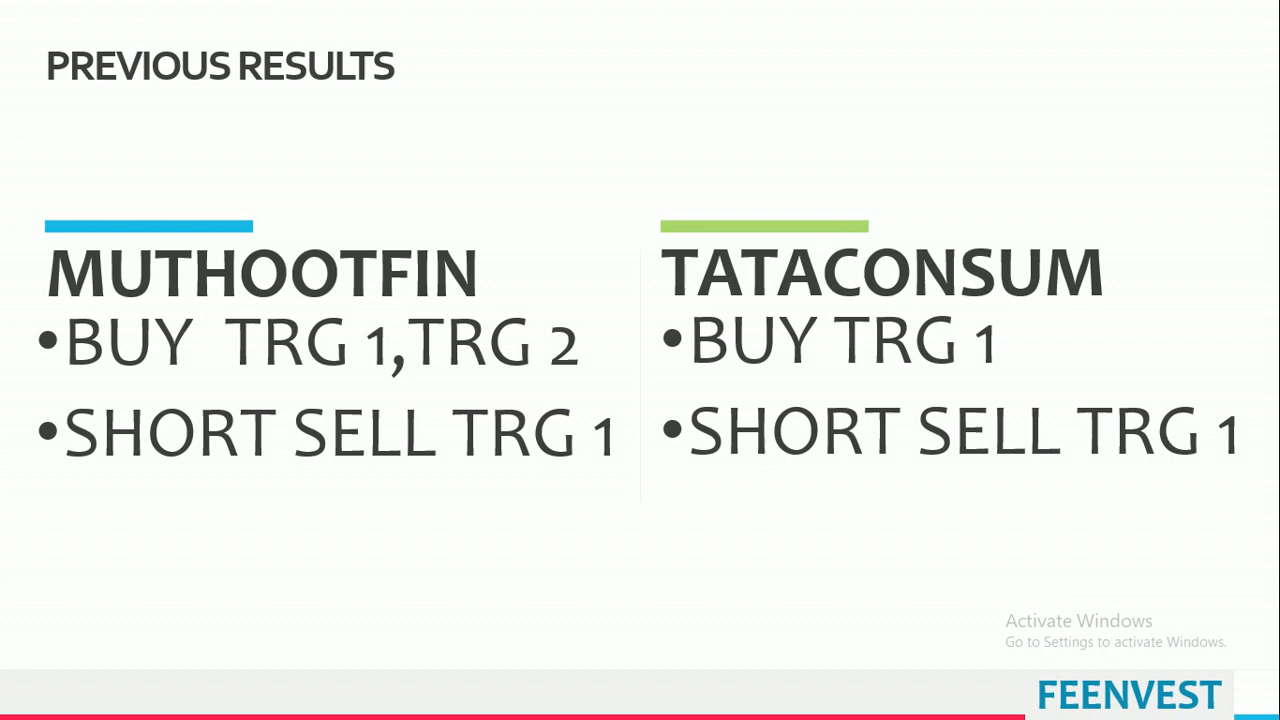 PREVIOUS RESULTS
MUTHOOTFIN
•BUY TRG 1,TRG 2
•SHORT SELL TRG 1
TATACONSUM
•BUY TRG 1
•SHORT SELL TRG 1
Activate Windows
Go to Settings to activate Windows.
FEENVEST